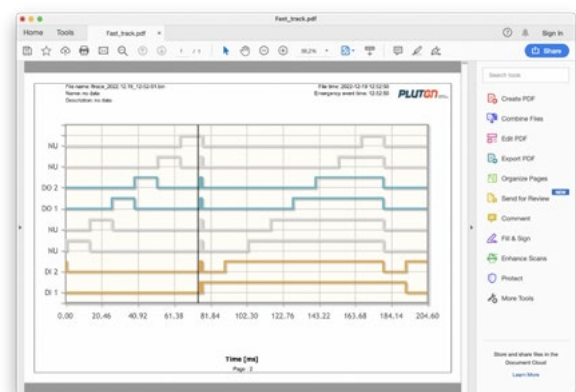 Fast_track.pdf
Home Tools Fast_track.pdf × Sign In
Share
File name: ftrace_2022.12.19_12-52-51.bin
Name: no data
Description: no data
File time: 2022-12-19 12:52:50
Emergency event time: 12:52:50
PLUTON
NU
NU
DO 2
DO 1
NU
NU
DI 2
DI 1
0.00 20.46 40.92 61.38 81.84 102.30 122.76 143.22 163.68 184.14 204.60
Time [ms]
Page : 2
Search tools
Create PDF
Combine Files
Edit PDF
Export PDF
Organize Pages
Send for Review NEW
Comment
Fill & Sign
Enhance Scans
Protect
More Tools
Store and share files in the
Document Cloud
Learn More